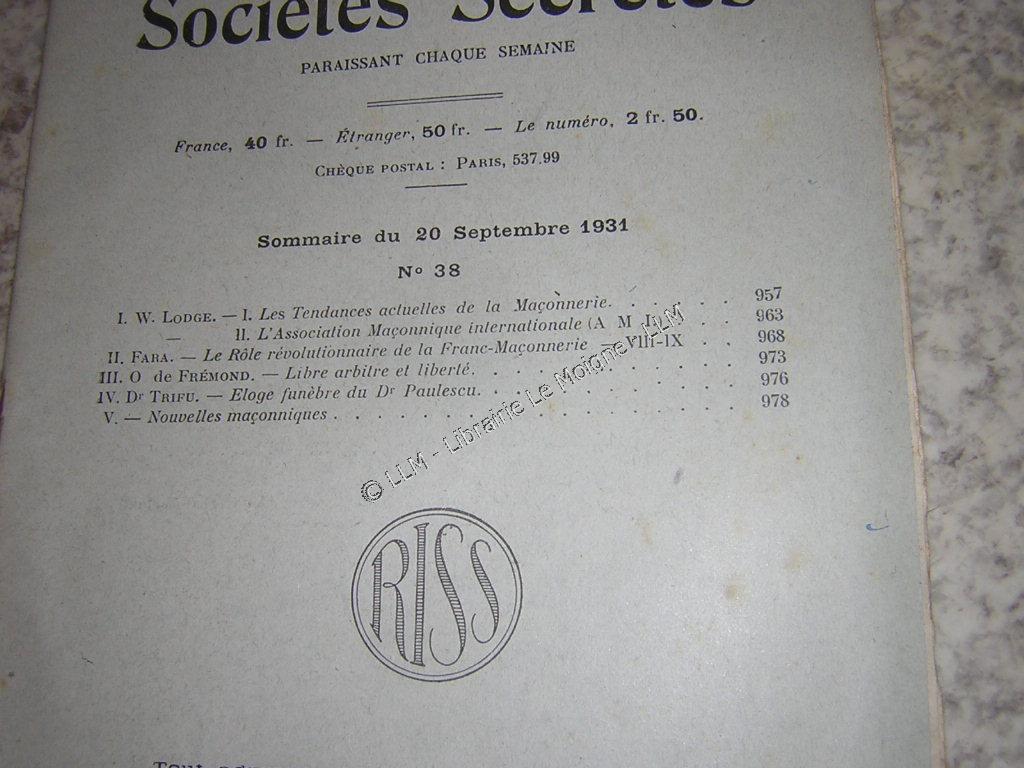 Sociétés Secrètes
PARAISSANT CHAQUE SEMAINE
France, 40 fr. — Étranger, 50 fr. — Le numéro, 2 fr. 50.
CHÈQUE POSTAL : PARIS, 537.99
Sommaire du 20 Septembre 1931
No 38
I. W. LODGE. — I. Les Tendances actuelles de la Maçonnerie. . . . . . 957
— II. L'Association Maçonnique internationale (A M I) . . . 963
II. FARA. — Le Rôle révolutionnaire de la Franc-Maçonnerie — VIII-IX . . 968
III. O de FRÉMOND. — Libre arbitre et liberté. . . . . . . . . . . . 973
IV. Dr TRIFU. — Eloge funèbre du Dr Paulescu. . . . . . . . . . . . 976
V. — Nouvelles maçonniques . . . . . . . . . . . . . . . . . . 978
© LLM - Librairie Le Moigne - LLM
RISS